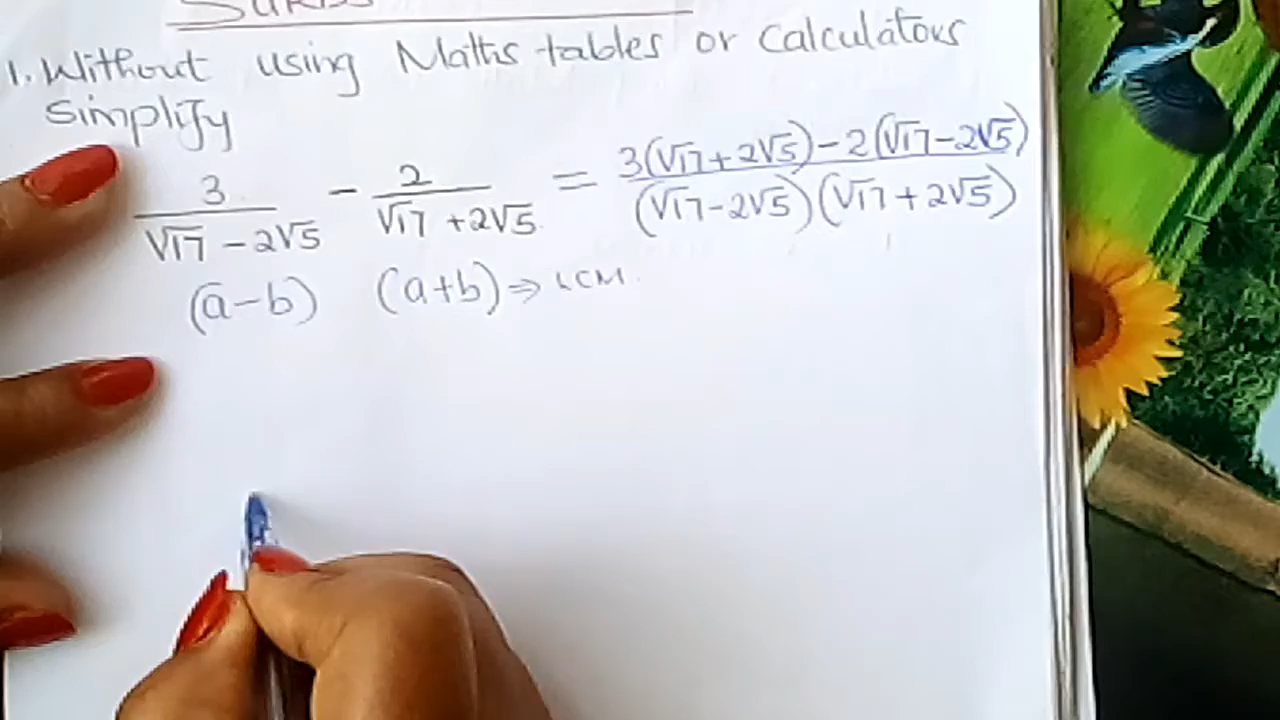 1. Without using Maths tables or Calculators
Simplify
3/(√17 - 2√5) - 2/(√17 + 2√5) = (3(√17 + 2√5) - 2(√17 - 2√5))/((√17 - 2√5)(√17 + 2√5))
(a-b) (a+b) ⇒ LCM.